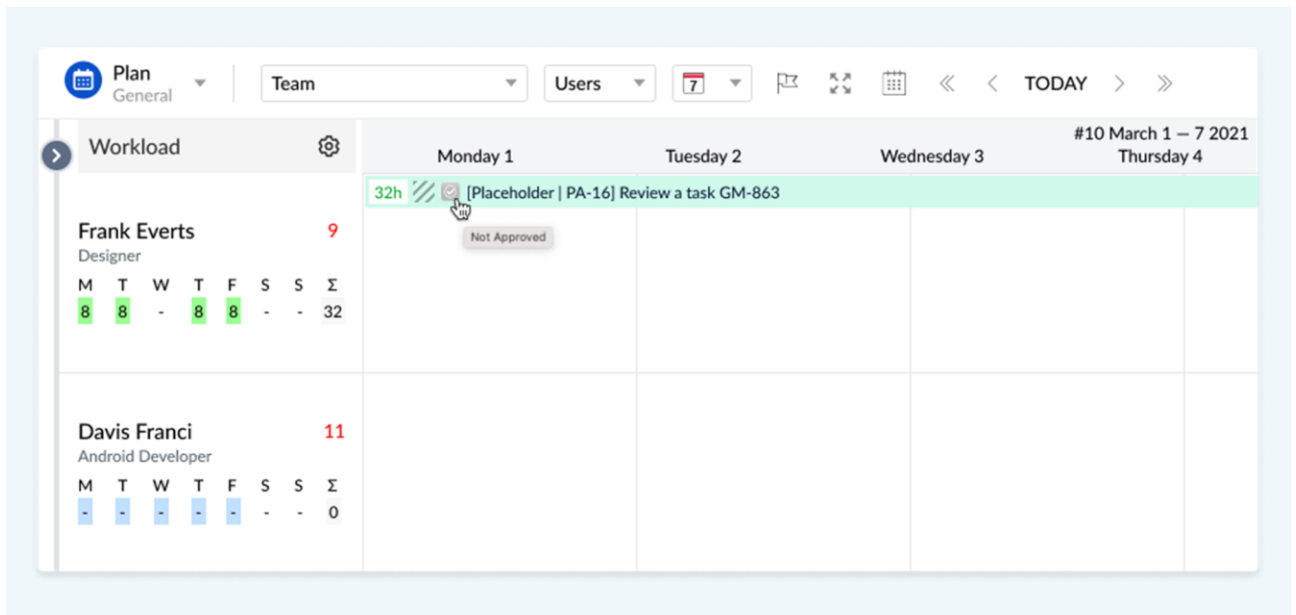 Plan
General
Team
Users
7
TODAY
Workload
#10 March 1 — 7 2021
Monday 1
Tuesday 2
Wednesday 3
Thursday 4
32h [Placeholder | PA-16] Review a task GM-863
Not Approved
Frank Everts 9
Designer
M T W T F S S Σ
8 8 - 8 8 - - 32
Davis Franci 11
Android Developer
M T W T F S S Σ
- - - - - - - 0